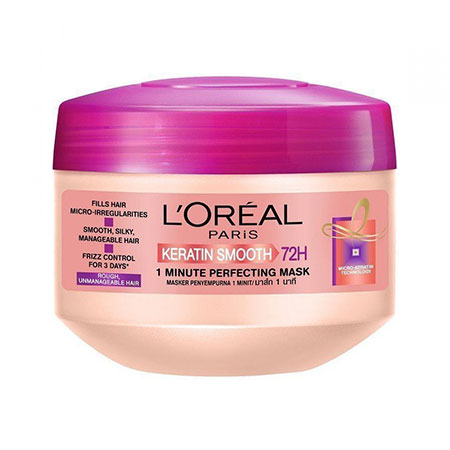 FILLS HAIR
MICRO-IRREGULARITIES
SMOOTH, SILKY,
MANAGEABLE HAIR
FRIZZ CONTROL
FOR 3 DAYS*
ROUGH,
UNMANAGEABLE HAIR
L'ORÉAL
PARIS
KERATIN SMOOTH 72H
1 MINUTE PERFECTING MASK
MASKER PENYEMPURNA 1 MINIT/ มาส์ก 1 นาที
MICRO-KERATIN
TECHNOLOGY